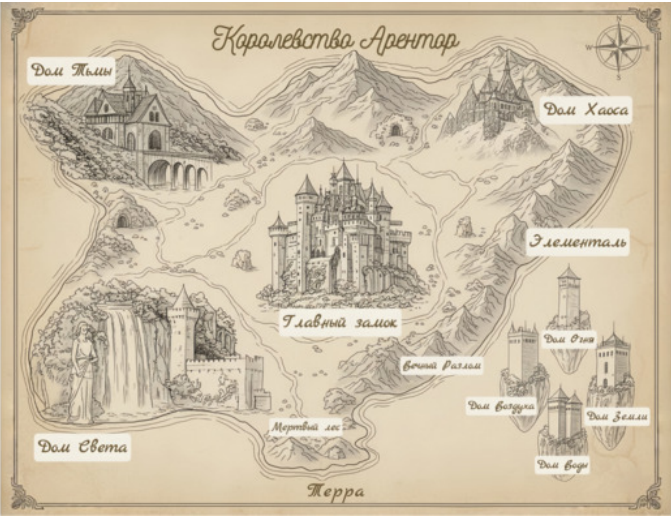 Королевство Арентор
N
W E
S
Дом Тьмы
Дом Хаоса
Элементаль
Главный замок
Дом Огня
Вечный Разлом
Дом Воздуха
Дом Земли
Мертвый лес
Дом Света
Дом Воды
Терра